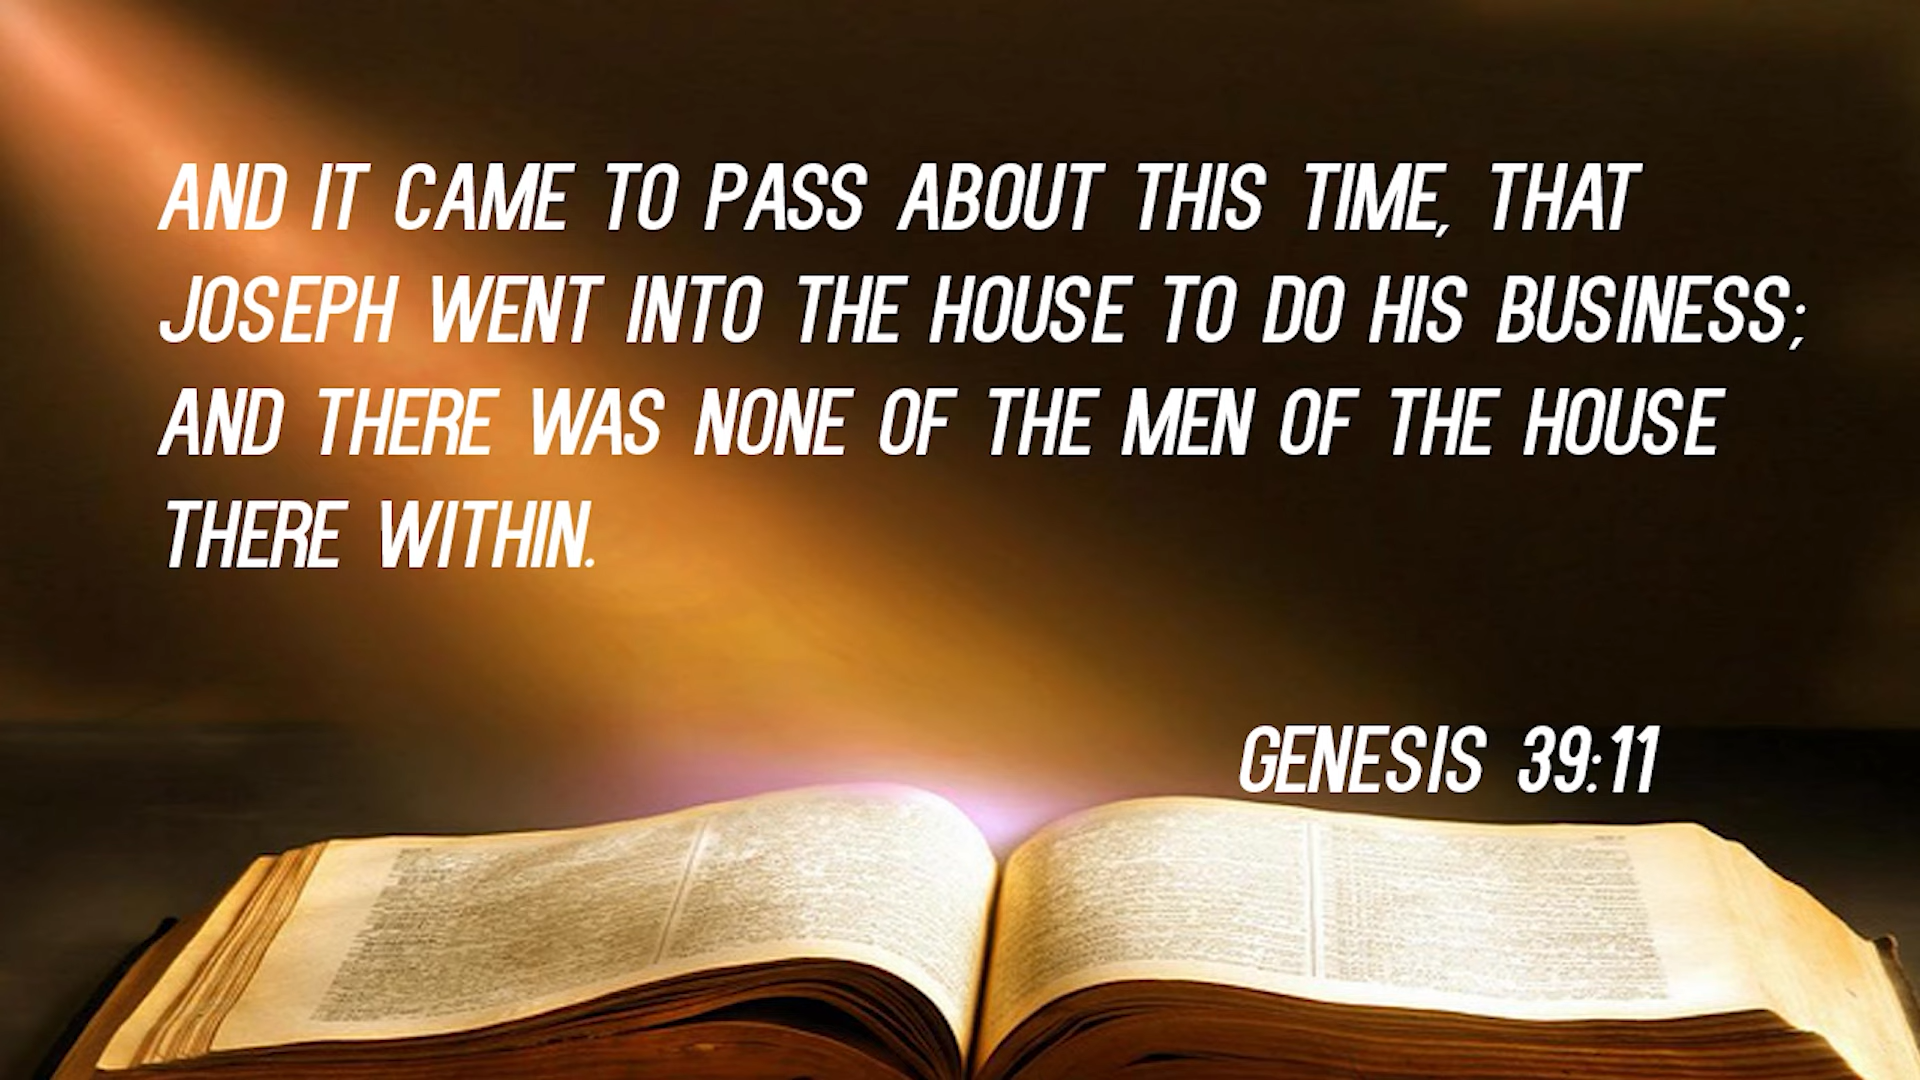 AND IT CAME TO PASS ABOUT THIS TIME, THAT
JOSEPH WENT INTO THE HOUSE TO DO HIS BUSINESS;
AND THERE WAS NONE OF THE MEN OF THE HOUSE
THERE WITHIN.
GENESIS 39:11